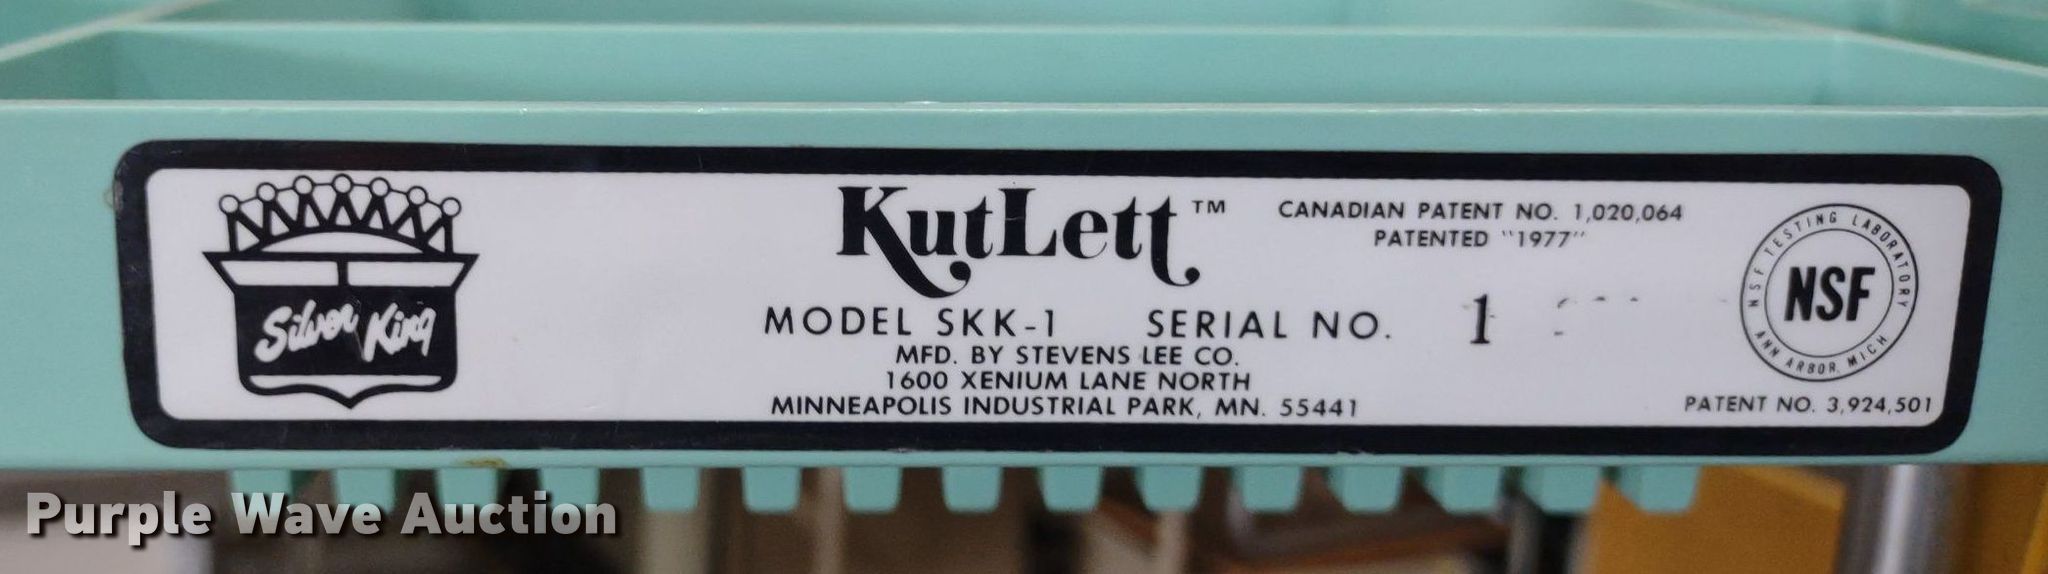 Silver King
KutLett™
CANADIAN PATENT NO. 1,020,064
PATENTED "1977"
MODEL SKK-1 SERIAL NO. 1
MFD. BY STEVENS LEE CO.
1600 XENIUM LANE NORTH
MINNEAPOLIS INDUSTRIAL PARK, MN. 55441
NSF TESTING LABORATORY
NSF
ANN ARBOR, MICH
PATENT NO. 3,924,501
Purple Wave Auction